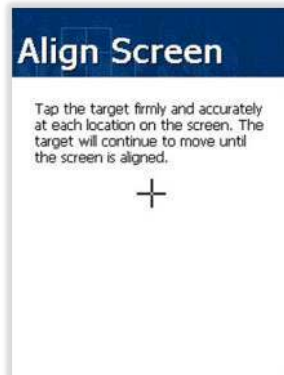 Align Screen
Tap the target firmly and accurately
at each location on the screen. The
target will continue to move until
the screen is aligned.